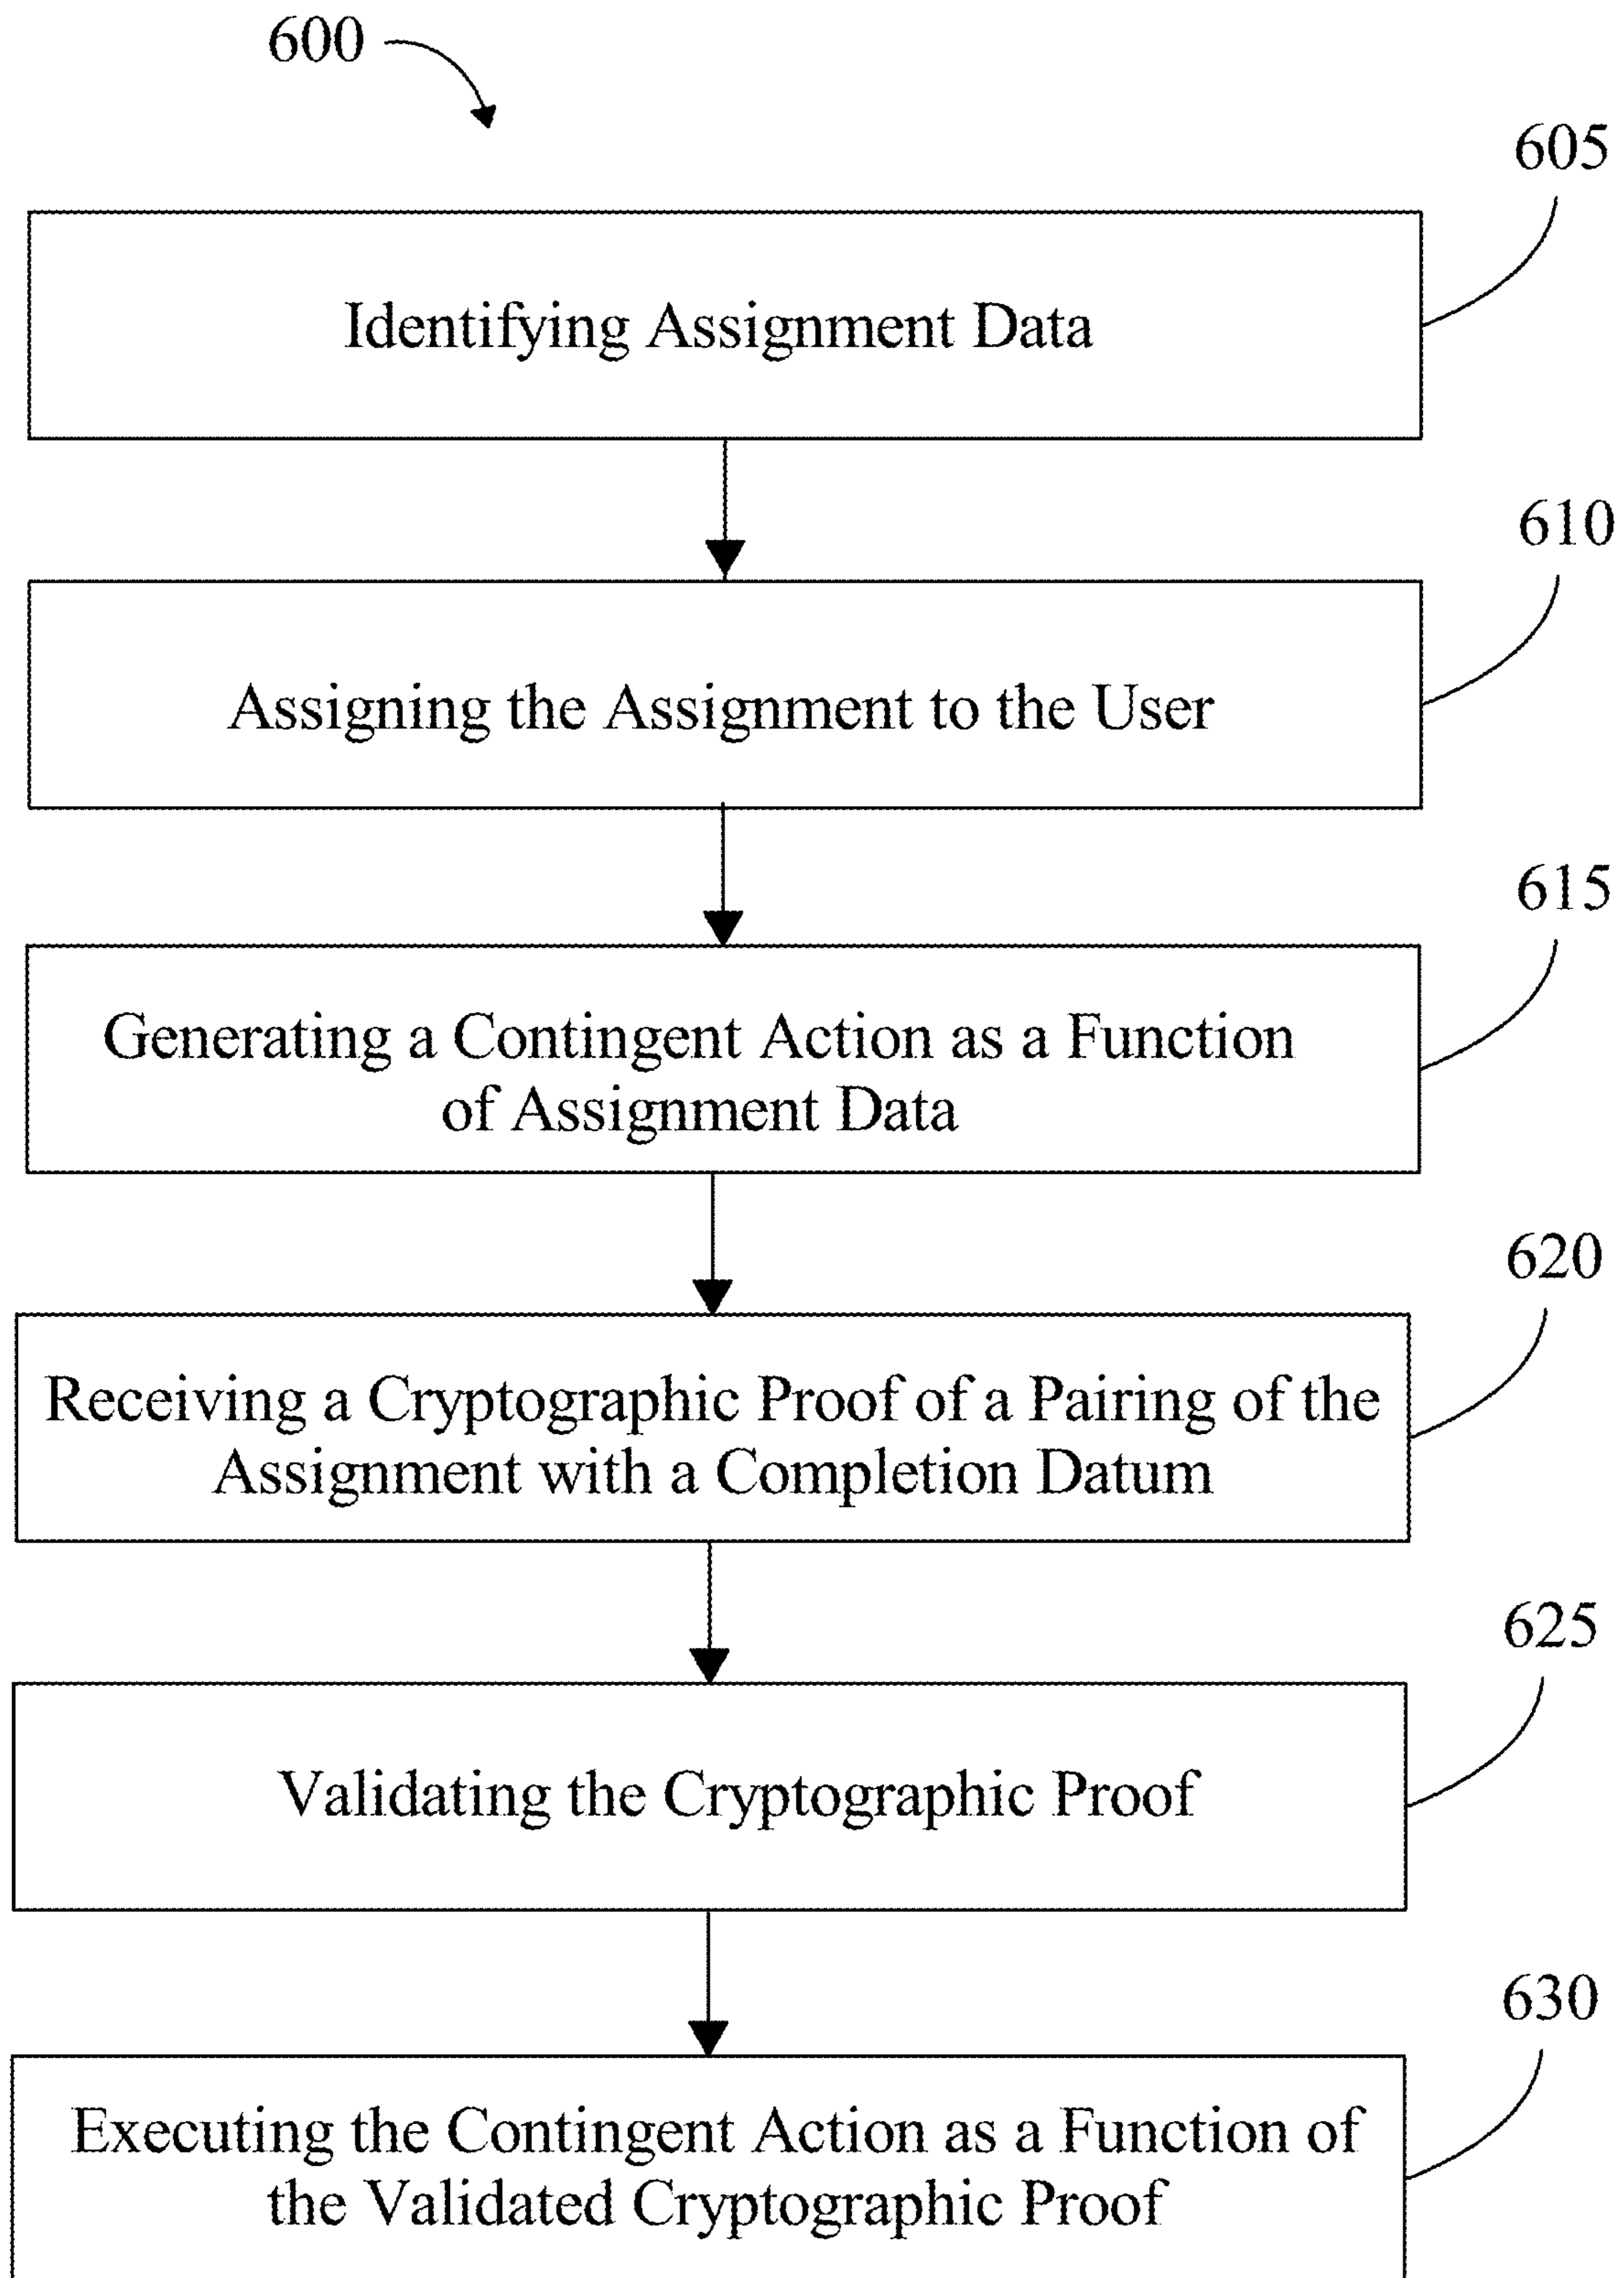 600
605
Identifying Assignment Data
610
Assigning the Assignment to the User
615
Generating a Contingent Action as a Function
of Assignment Data
620
Receiving a Cryptographic Proof of a Pairing of the
Assignment with a Completion Datum
625
Validating the Cryptographic Proof
630
Executing the Contingent Action as a Function of
the Validated Cryptographic Proof